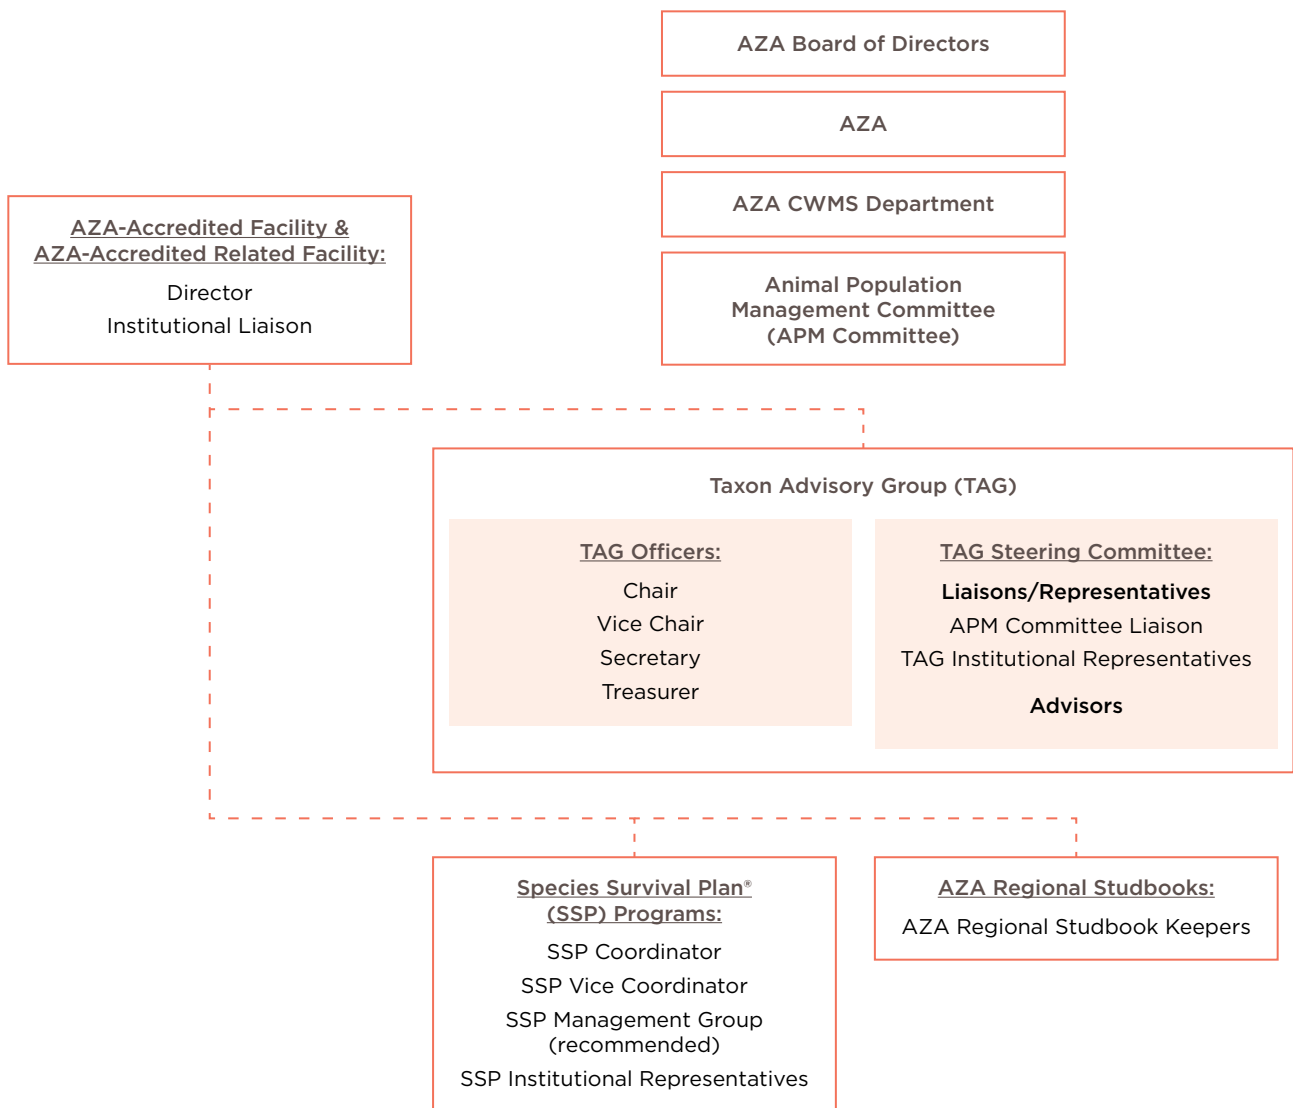 AZA Board of Directors
AZA
AZA CWMS Department
Animal Population
Management Committee
(APM Committee)
AZA-Accredited Facility &
AZA-Accredited Related Facility:
Director
Institutional Liaison
Taxon Advisory Group (TAG)
TAG Officers:
Chair
Vice Chair
Secretary
Treasurer
TAG Steering Committee:
Liaisons/Representatives
APM Committee Liaison
TAG Institutional Representatives
Advisors
Species Survival Plan®
(SSP) Programs:
SSP Coordinator
SSP Vice Coordinator
SSP Management Group
(recommended)
SSP Institutional Representatives
AZA Regional Studbooks:
AZA Regional Studbook Keepers